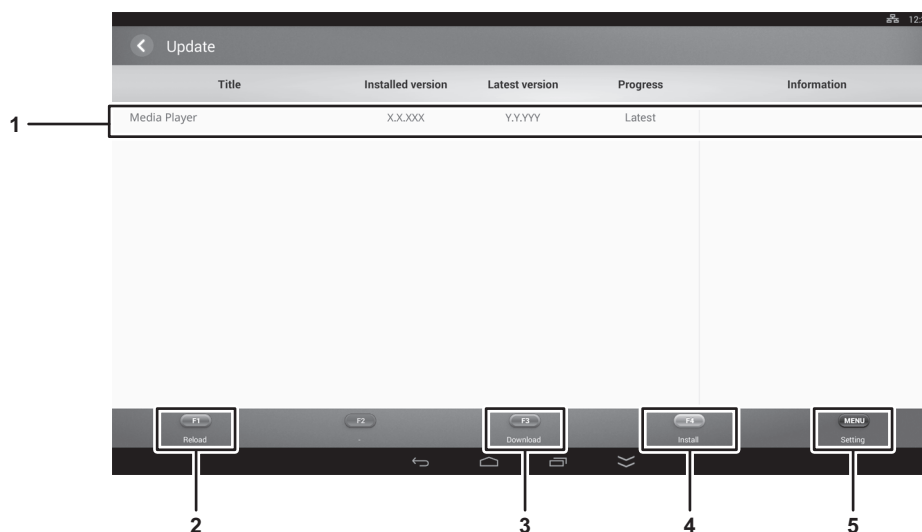 12:
Update
Title Installed version Latest version Progress Information
1
Media Player X.X.XXX Y.Y.YYY Latest
F1 F2 F3 F4 MENU
Reload - Download Install Setting
2 3 4 5